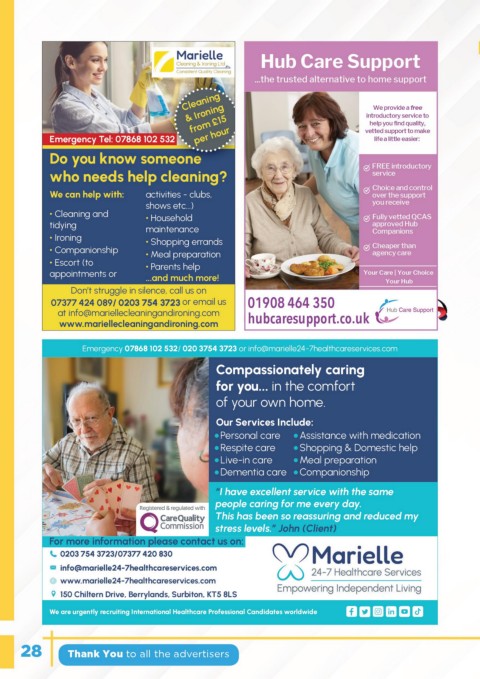 Marielle
Cleaning & Ironing Ltd
Consistent Quality Cleaning
Cleaning
& Ironing
from £15
per hour
Emergency Tel: 07868 102 532
Do you know someone
who needs help cleaning?
We can help with:
• Cleaning and
tidying
• Ironing
• Companionship
• Escort (to
appointments or
activities - clubs,
shows etc..)
• Household
maintenance
• Shopping errands
• Meal preparation
• Parents help
...and much more!
Don't struggle in silence, call us on
07377 424 089/ 0203 754 3723 or email us
at info@mariellecleaningandironing.com
www.mariellecleaningandironing.com
Hub Care Support
...the trusted alternative to home support
We provide a free
introductory service to
help you find quality,
vetted support to make
life a little easier:
FREE introductory
service
Choice and control
over the support
you receive
Fully vetted QCAS
approved Hub
Companions
Cheaper than
agency care
Your Care | Your Choice
Your Hub
01908 464 350
hubcaresupport.co.uk
Hub Care Support
Emergency 07868 102 532/ 020 3754 3723 or info@marielle24-7healthcareservices.com
Compassionately caring
for you... in the comfort
of your own home.
Our Services Include:
• Personal care
• Respite care
• Live-in care
• Dementia care
• Assistance with medication
• Shopping & Domestic help
• Meal preparation
• Companionship
"I have excellent service with the same
people caring for me every day.
This has been so reassuring and reduced my
stress levels." John (Client)
Registered & regulated with
CareQuality
Commission
For more information please contact us on:
0203 754 3723/07377 420 830
info@marielle24-7healthcareservices.com
www.marielle24-7healthcareservices.com
150 Chiltern Drive, Berrylands, Surbiton, KT5 8LS
Marielle
24-7 Healthcare Services
Empowering Independent Living
We are urgently recruiting International Healthcare Professional Candidates worldwide
28
Thank You to all the advertisers